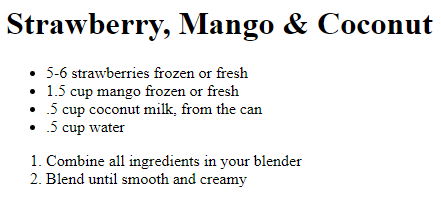 Strawberry, Mango & Coconut
• 5-6 strawberries frozen or fresh
• 1.5 cup mango frozen or fresh
• .5 cup coconut milk, from the can
• .5 cup water
1. Combine all ingredients in your blender
2. Blend until smooth and creamy